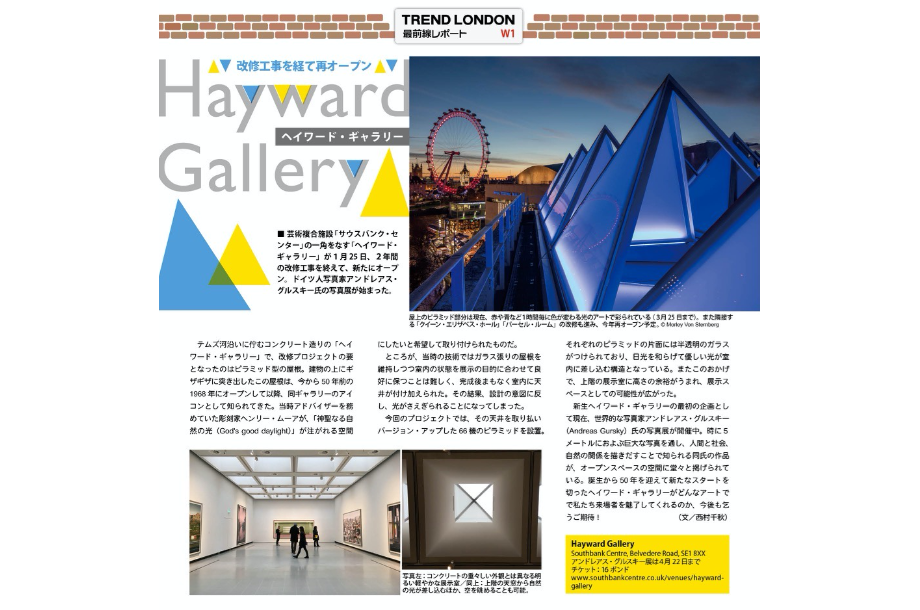 TREND LONDON
最前線レポート W1
改修工事を経て再オープン
Hayward
ヘイワード・ギャラリー
Gallery
■ 芸術複合施設「サウスバンク・セ
ンター」の一角をなす「ヘイワード・
ギャラリー」が1月25日、2年間
の改修工事を終えて、新たにオープ
ン。ドイツ人写真家アンドレアス・
グルスキー氏の写真展が始まった。
屋上のピラミッド部分は現在、赤や青など1時間毎に色が変わる光のアートで彩られている(3月25日まで)。また隣接す
る「クイーン・エリザベス・ホール」「パーセル・ルーム」の改修も進み、今年再オープン予定。© Morley Von Sternberg
テムズ河沿いに佇むコンクリート造りの「ヘイ
ワード・ギャラリー」で、改修プロジェクトの要
となったのはピラミッド型の屋根。建物の上にギ
ザギザに突き出したこの屋根は、今から50年前の
1968年にオープンして以降、同ギャラリーのアイ
コンとして知られてきた。当時アドバイザーを務
めていた彫刻家ヘンリー・ムーアが、「神聖なる自
然の光(God's good daylight)」が注がれる空間
にしたいと希望して取り付けられたものだ。
ところが、当時の技術ではガラス張りの屋根を
維持しつつ室内の状態を展示の目的に合わせて良
好に保つことは難しく、完成後まもなく室内に天
井が付け加えられた。その結果、設計の意図に反
し、光がさえぎられることになってしまった。
今回のプロジェクトでは、その天井を取り払い
バージョン・アップした66機のピラミッドを設置。
それぞれのピラミッドの片面には半透明のガラス
がつけられており、日光を和らげて優しい光が室
内に差し込む構造となっている。またこのおかげ
で、上階の展示室に高さの余裕がうまれ、展示ス
ペースとしての可能性が広がった。
新生ヘイワード・ギャラリーの最初の企画とし
て現在、世界的な写真家アンドレアス・グルスキー
(Andreas Gursky)氏の写真展が開催中。時に5
メートルにおよぶ巨大な写真を通し、人間と社会、
自然の関係を描きだすことで知られる同氏の作品
が、オープンスペースの空間に堂々と掲げられて
いる。誕生から50年を迎えて新たなスタートを
切ったヘイワード・ギャラリーがどんなアートで
で私たち来場者を魅了してくれるのか、今後も乞
うご期待! (文/西村千秋)
写真左:コンクリートの重々しい外観とは異なる明
るい軽やかな展示室/同上:上階の天窓から自然
の光が差し込むほか、空を眺めることも可能。
Hayward Gallery
Southbank Centre, Belvedere Road, SE1 8XX
アンドレアス・グルスキー展は4月22日まで
チケット:16ポンド
www.southbankcentre.co.uk/venues/hayward-
gallery